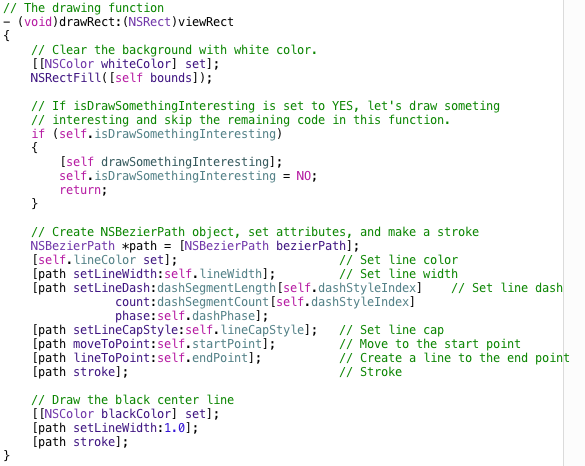 // The drawing function
- (void)drawRect:(NSRect)viewRect
{
    // Clear the background with white color.
    [[NSColor whiteColor] set];
    NSRectFill([self bounds]);

    // If isDrawSomethingInteresting is set to YES, let's draw someting
    // interesting and skip the remaining code in this function.
    if (self.isDrawSomethingInteresting)
    {
        [self drawSomethingInteresting];
        self.isDrawSomethingInteresting = NO;
        return;
    }

    // Create NSBezierPath object, set attributes, and make a stroke
    NSBezierPath *path = [NSBezierPath bezierPath];
    [self.lineColor set];                       // Set line color
    [path setLineWidth:self.lineWidth];         // Set line width
    [path setLineDash:dashSegmentLength[self.dashStyleIndex]    // Set line dash
                count:dashSegmentCount[self.dashStyleIndex]
                phase:self.dashPhase];
    [path setLineCapStyle:self.lineCapStyle];   // Set line cap
    [path moveToPoint:self.startPoint];         // Move to the start point
    [path lineToPoint:self.endPoint];           // Create a line to the end point
    [path stroke];                              // Stroke

    // Draw the black center line
    [[NSColor blackColor] set];
    [path setLineWidth:1.0];
    [path stroke];
}